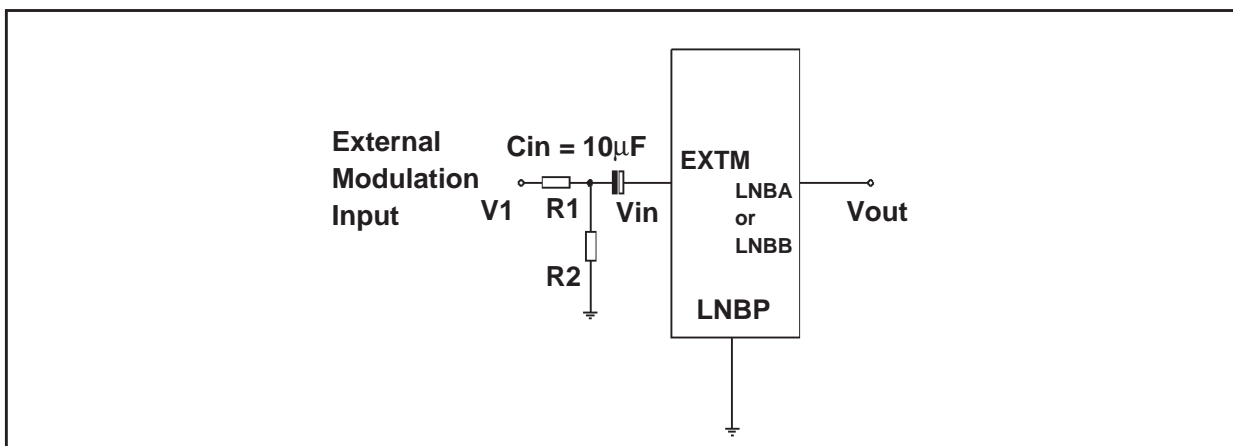 External
Modulation
Input
V1
R1
Cin = 10µF
R2
Vin
EXTM
LNBA
or
LNBB
LNBP
Vout